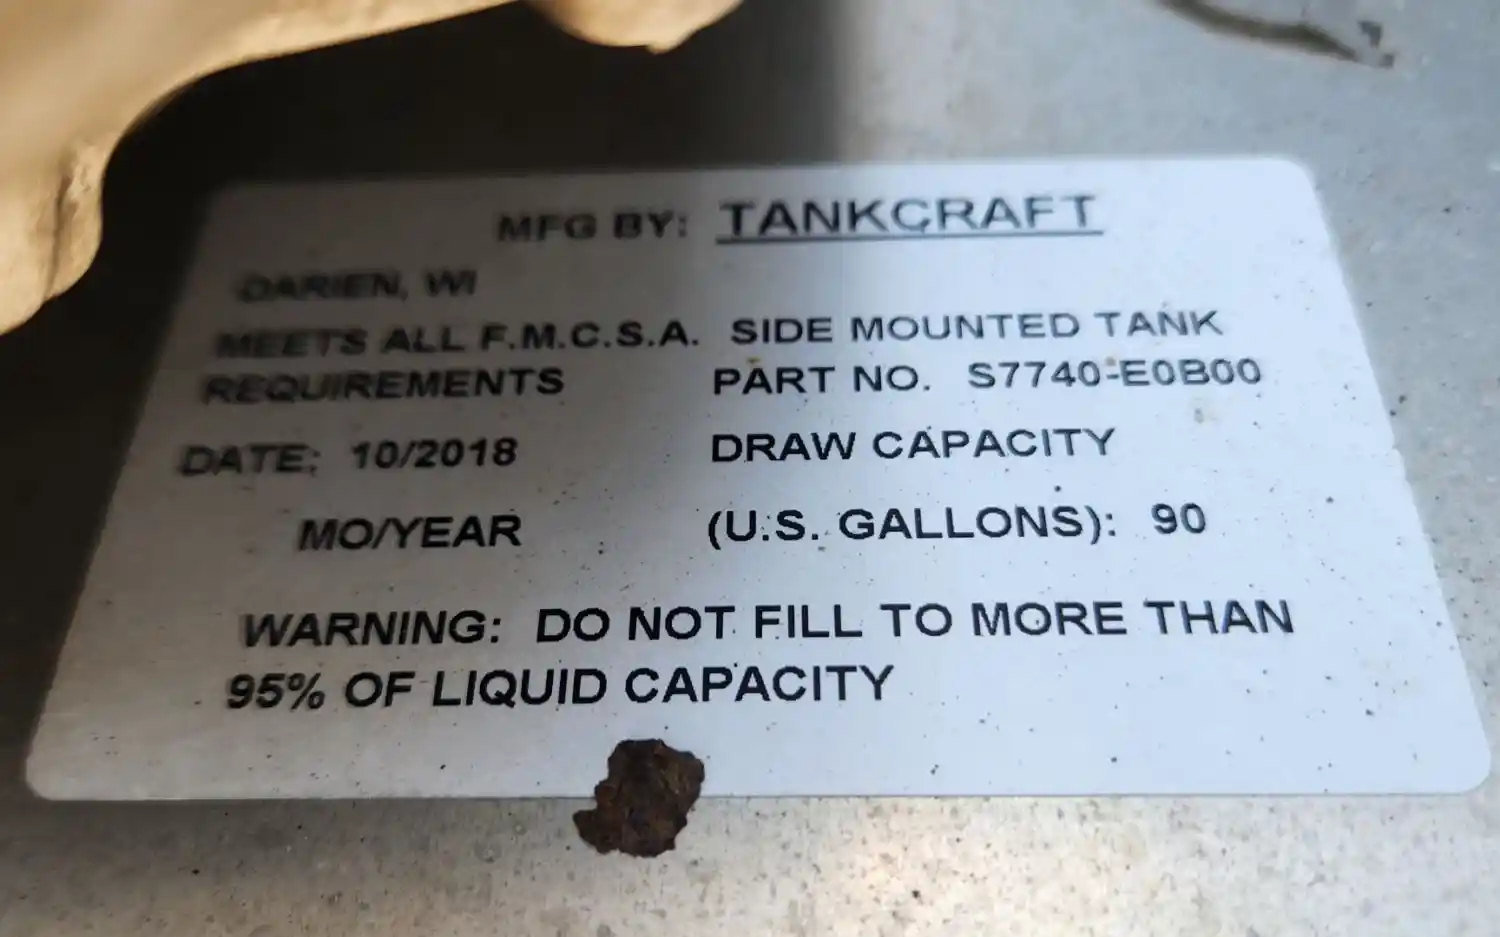 MFG BY: TANKCRAFT
DARIEN, WI
MEETS ALL F.M.C.S.A. SIDE MOUNTED TANK
REQUIREMENTS PART NO. S7740-E0B00
DATE: 10/2018 DRAW CAPACITY
MO/YEAR (U.S. GALLONS): 90
WARNING: DO NOT FILL TO MORE THAN
95% OF LIQUID CAPACITY